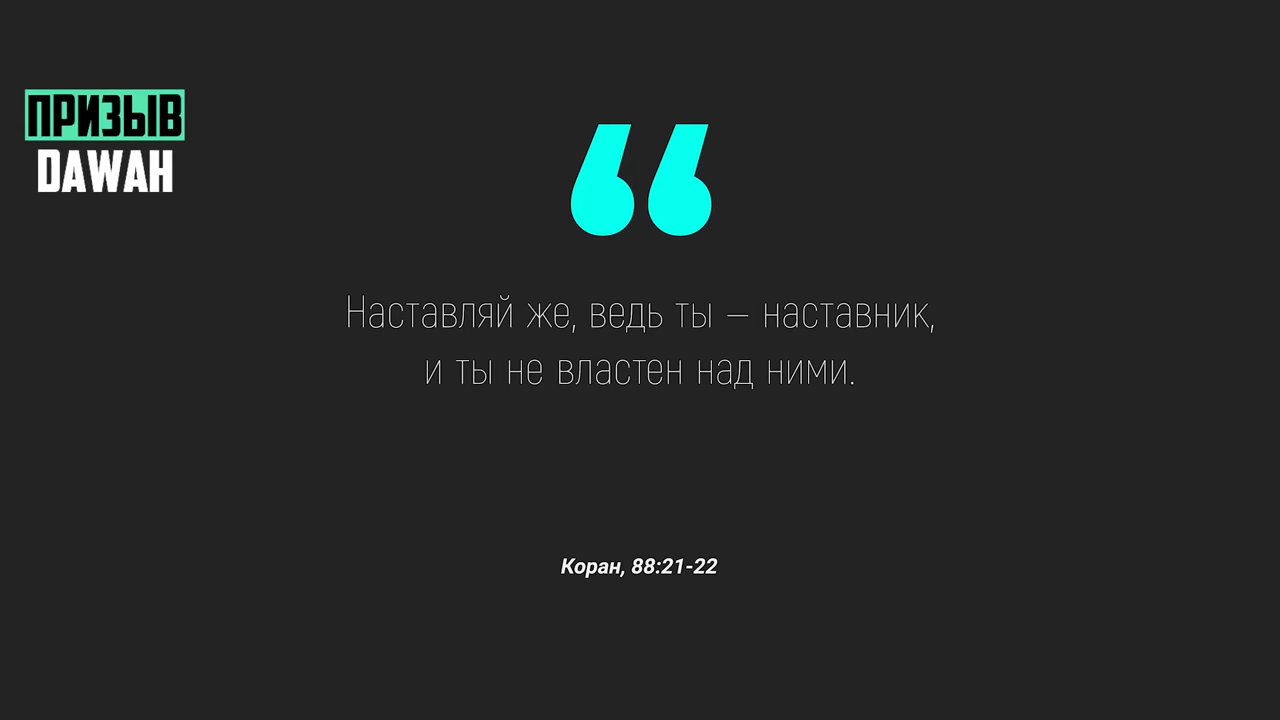 ПРИЗЫВ
DAWAH
Наставляй же, ведь ты – наставник,
и ты не властен над ними.
Коран, 88:21-22